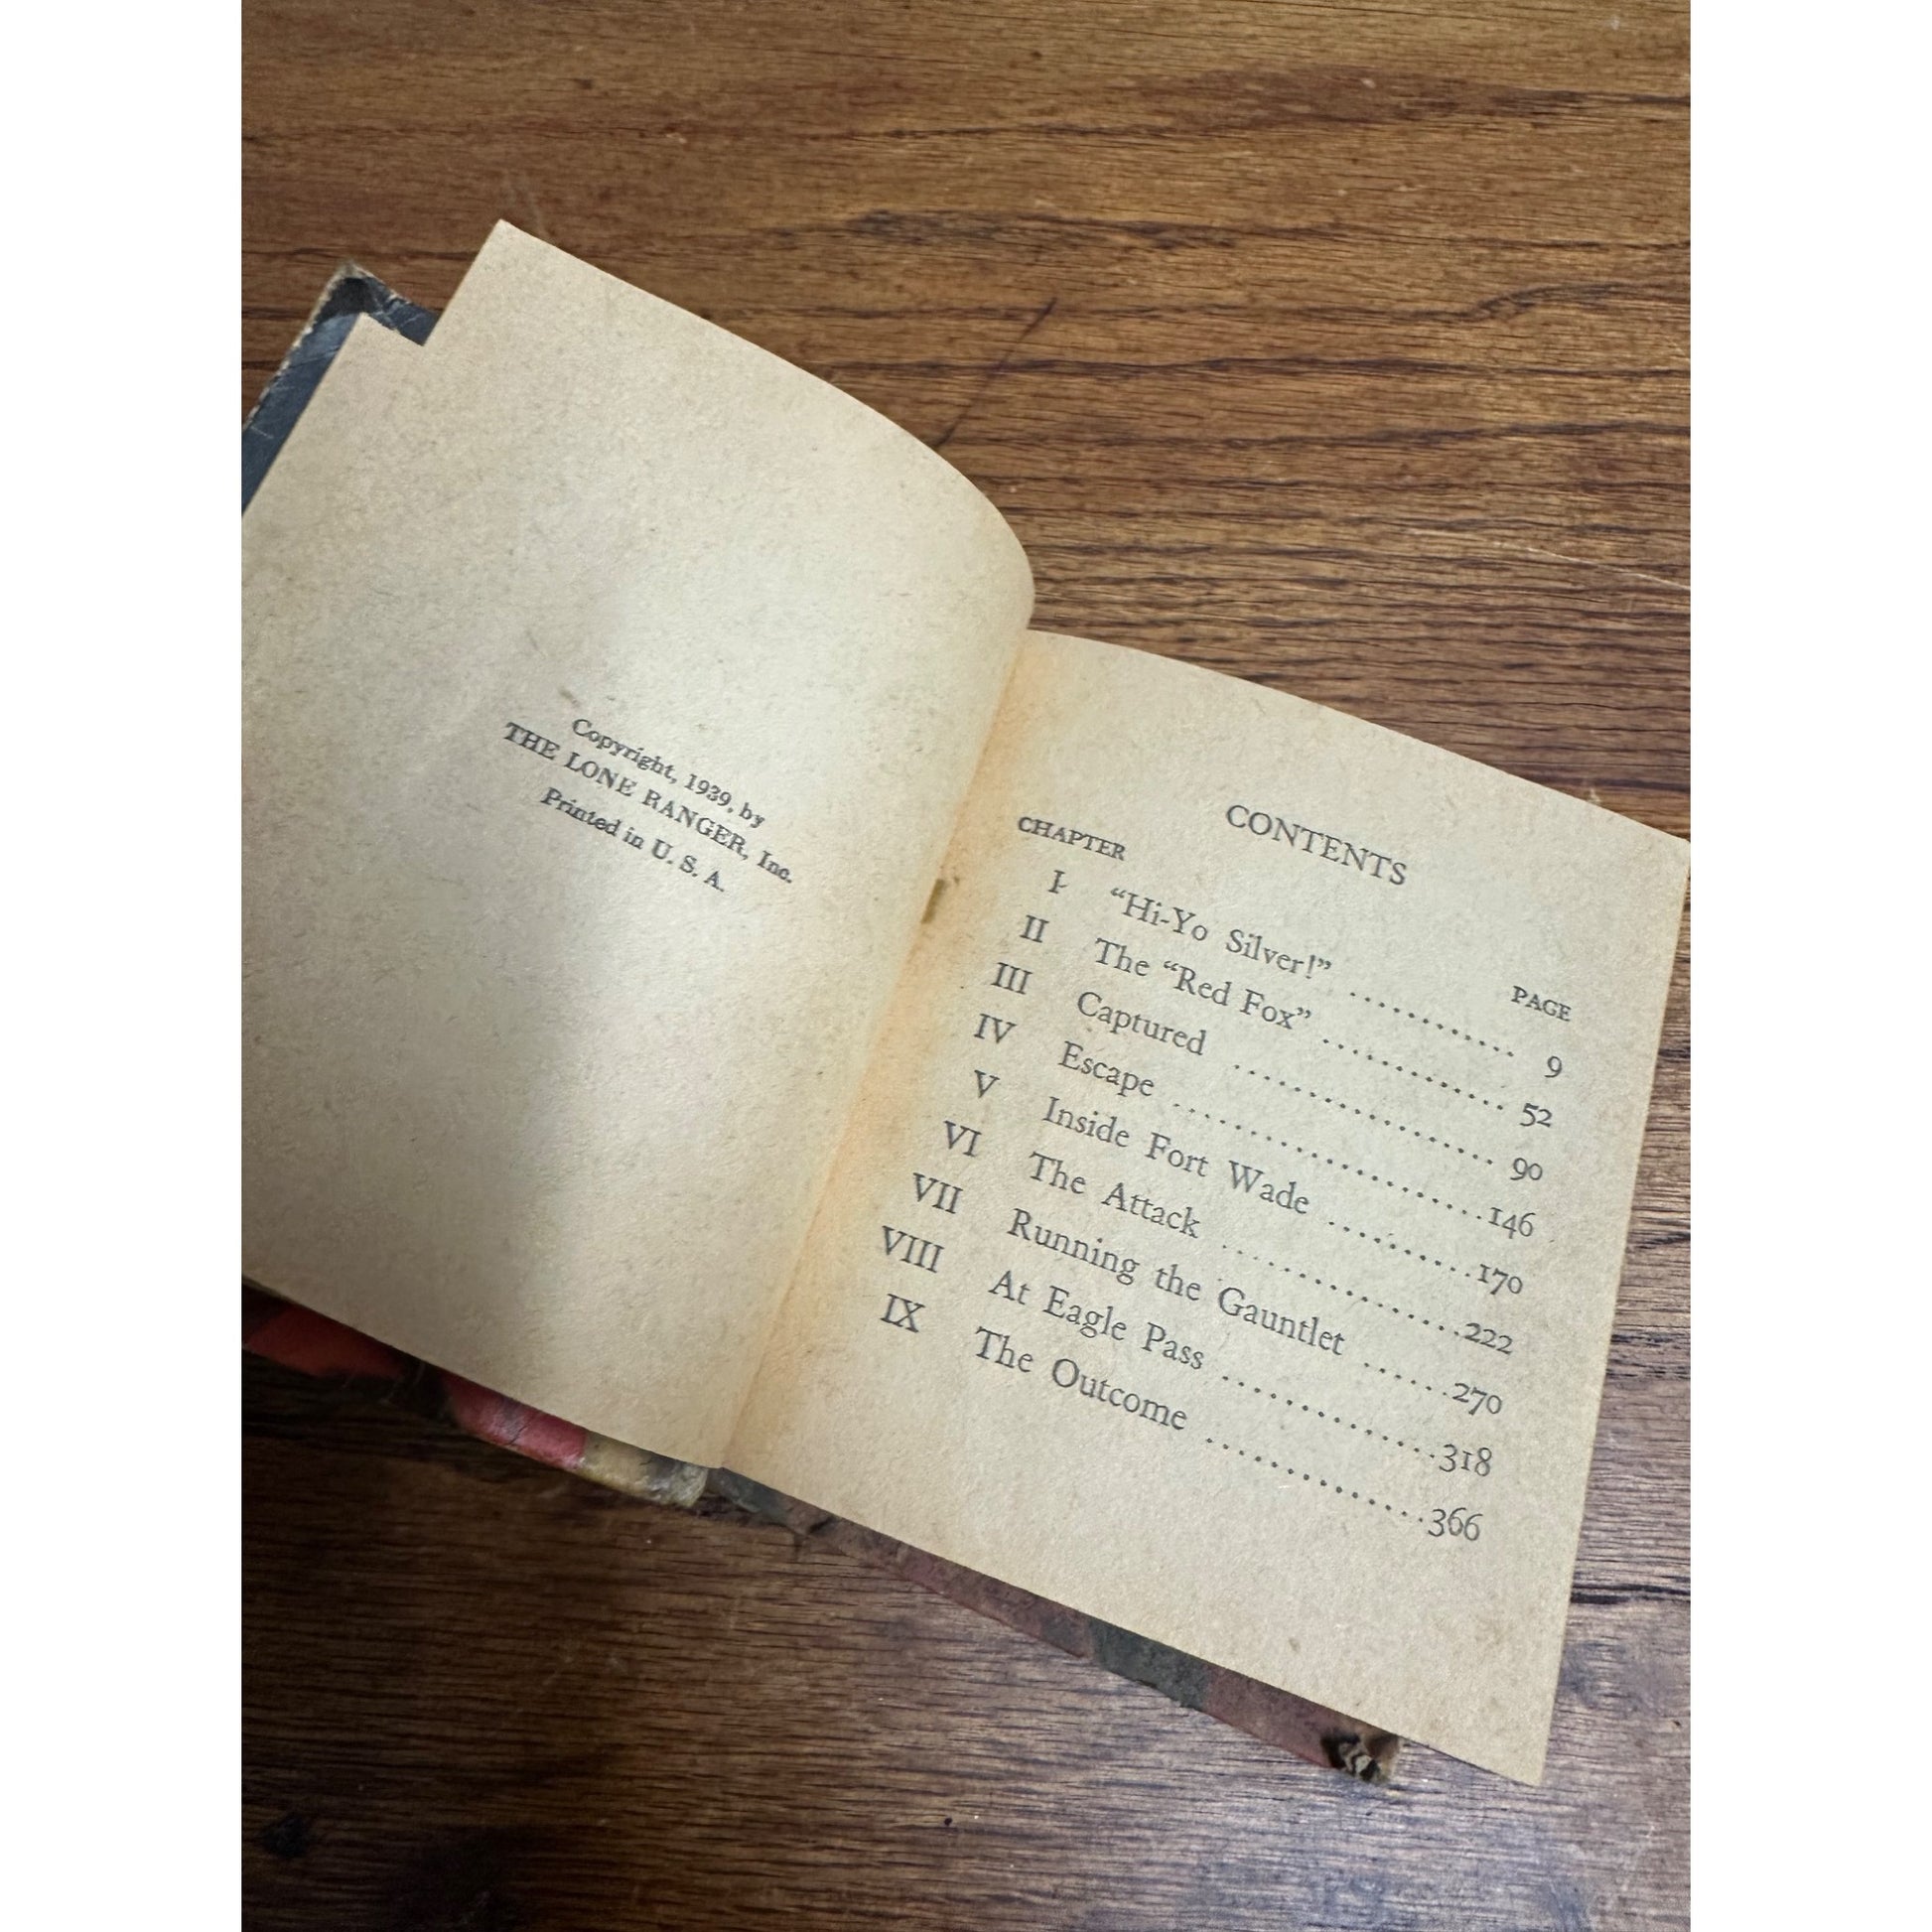 Copyright, 1939, by
THE LONE RANGER, Inc.
Printed in U. S. A.
CONTENTS
CHAPTER PAGE
I “Hi-Yo Silver!” .......... 9
II The “Red Fox” .......... 52
III Captured .......... 90
IV Escape .......... 146
V Inside Fort Wade .......... 170
VI The Attack .......... 222
VII Running the Gauntlet ...... 270
VIII At Eagle Pass .......... 318
IX The Outcome .......... 366